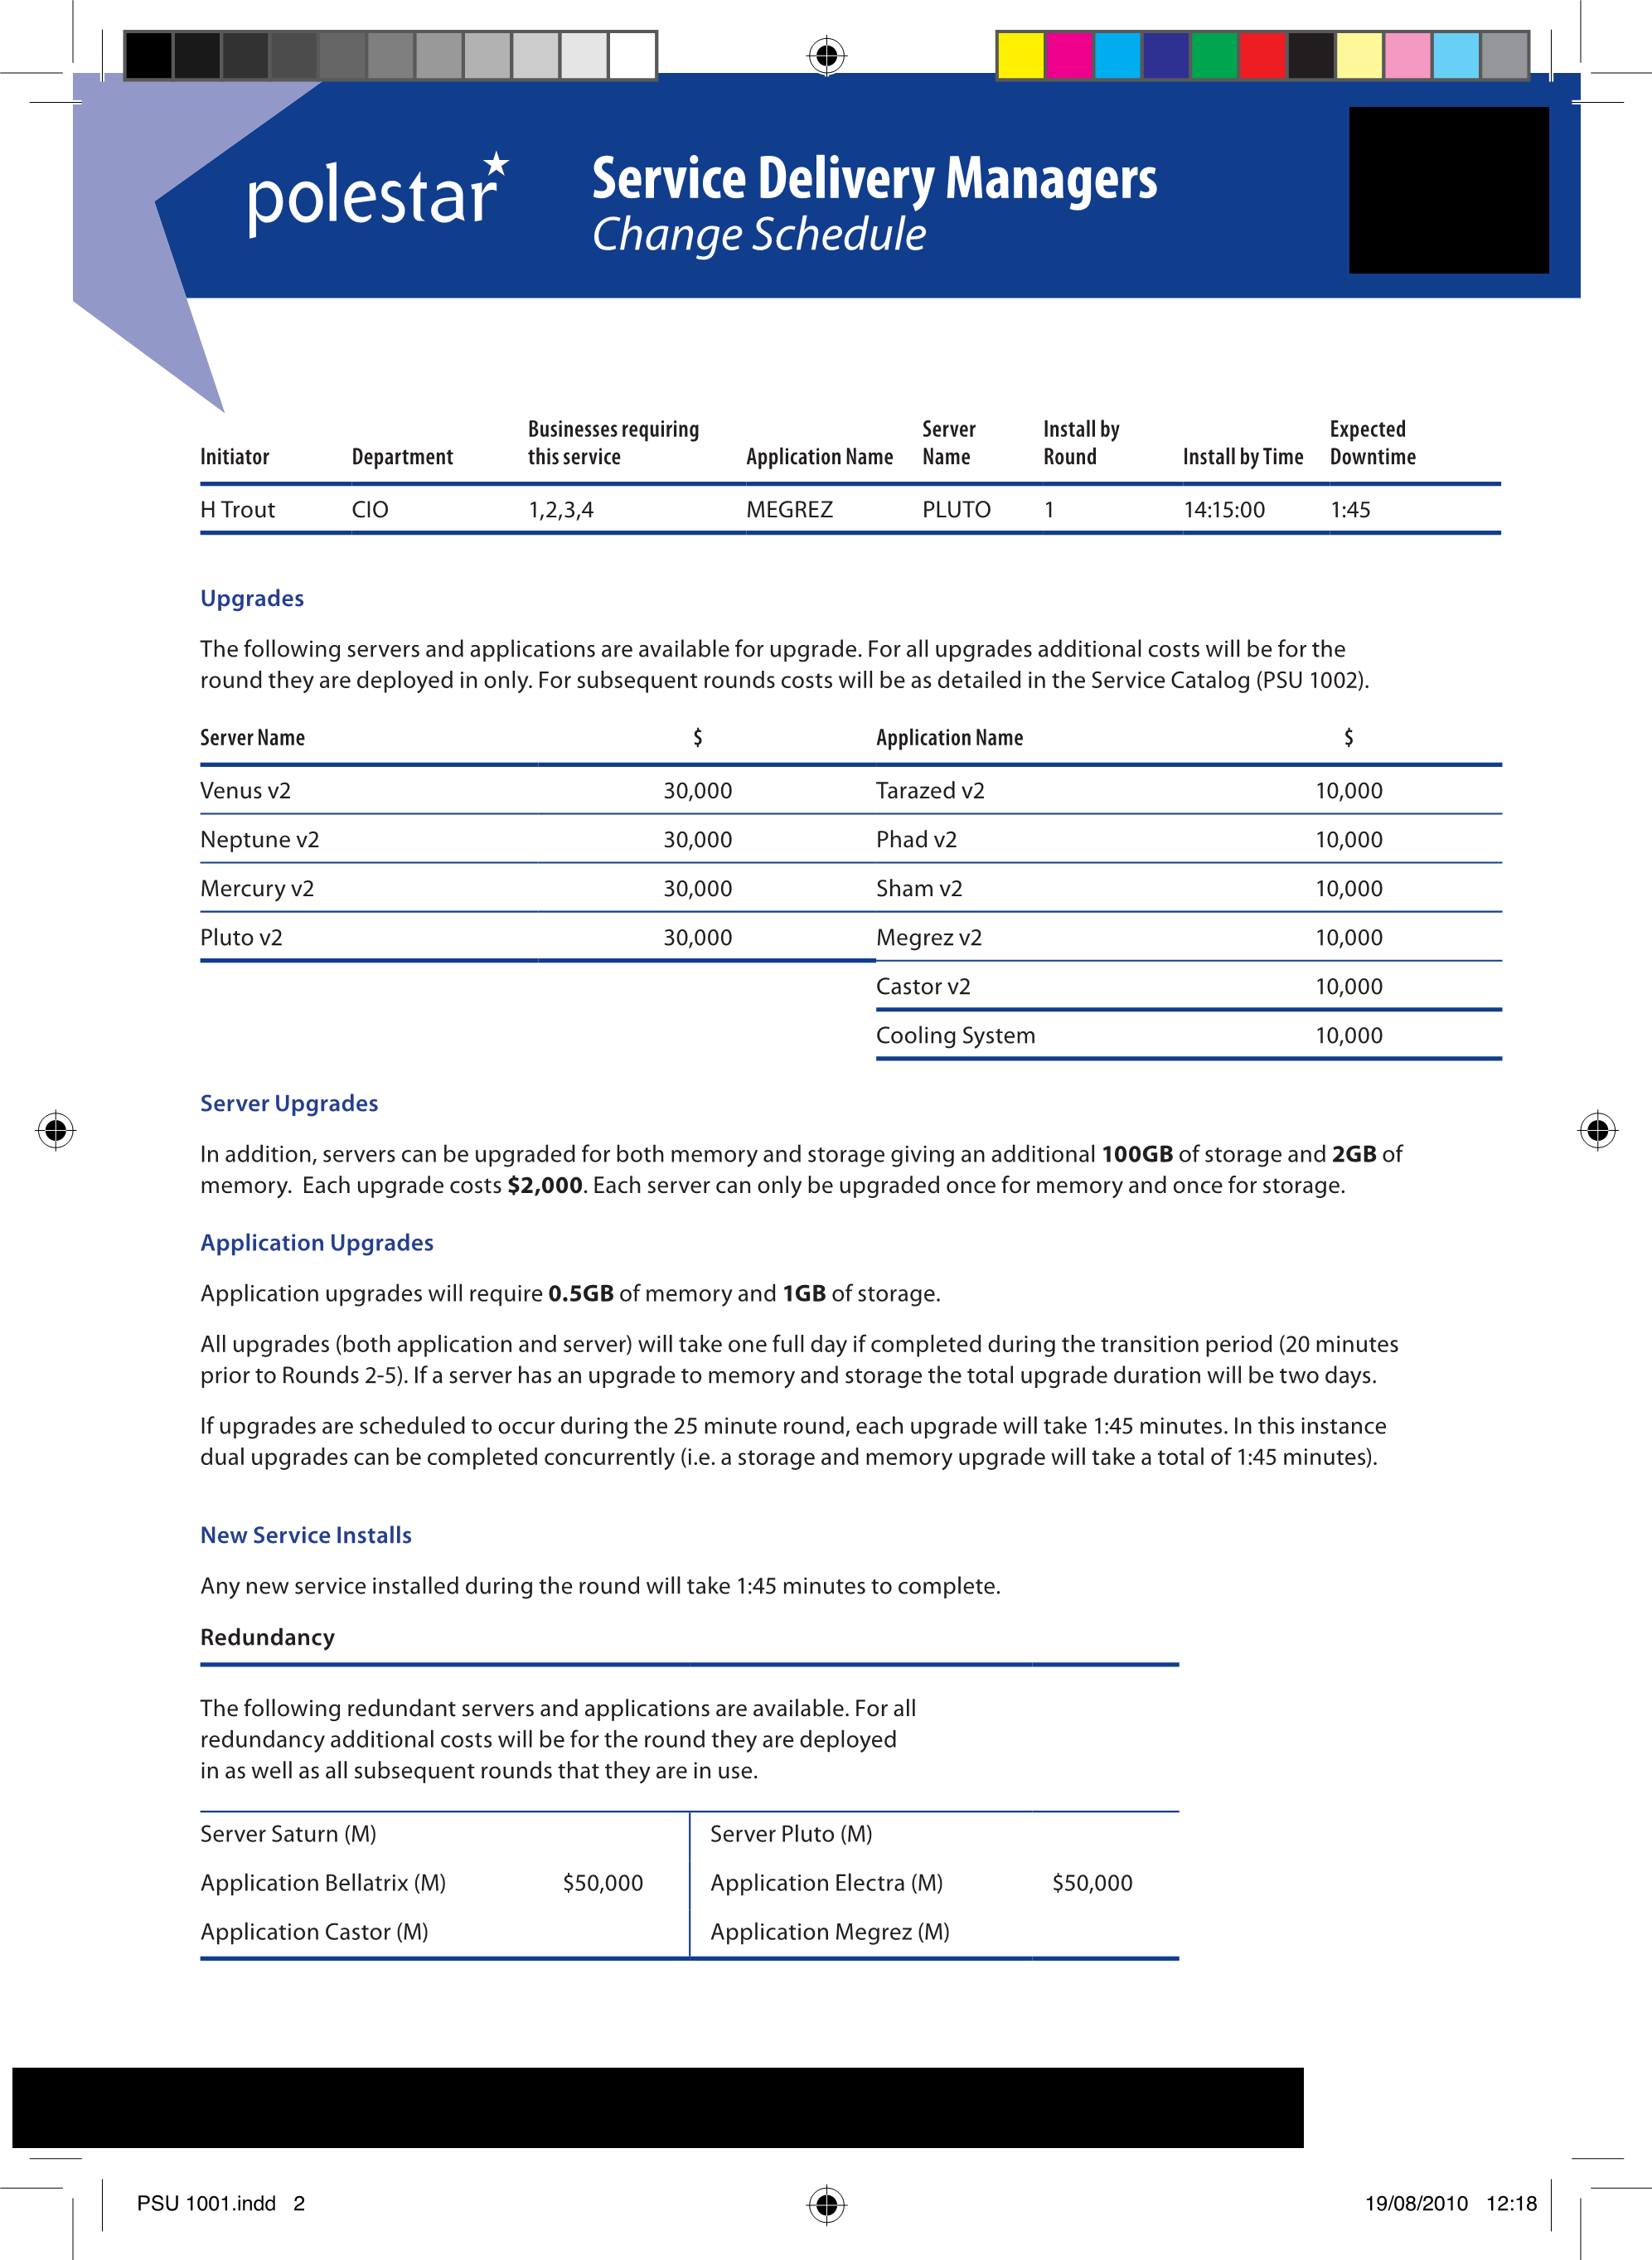 polestar
Service Delivery Managers
Change Schedule
Initiator Department Businesses requiring this service Application Name Server Name Install by Round Install by Time Expected Downtime
H Trout CIO 1,2,3,4 MEGREZ PLUTO 1 14:15:00 1:45
Upgrades
The following servers and applications are available for upgrade. For all upgrades additional costs will be for the
round they are deployed in only. For subsequent rounds costs will be as detailed in the Service Catalog (PSU 1002).
Server Name $ Application Name $
Venus v2 30,000 Tarazed v2 10,000
Neptune v2 30,000 Phad v2 10,000
Mercury v2 30,000 Sham v2 10,000
Pluto v2 30,000 Megrez v2 10,000
Castor v2 10,000
Cooling System 10,000
Server Upgrades
In addition, servers can be upgraded for both memory and storage giving an additional 100GB of storage and 2GB of
memory.  Each upgrade costs $2,000. Each server can only be upgraded once for memory and once for storage.
Application Upgrades
Application upgrades will require 0.5GB of memory and 1GB of storage.
All upgrades (both application and server) will take one full day if completed during the transition period (20 minutes
prior to Rounds 2-5). If a server has an upgrade to memory and storage the total upgrade duration will be two days.
If upgrades are scheduled to occur during the 25 minute round, each upgrade will take 1:45 minutes. In this instance
dual upgrades can be completed concurrently (i.e. a storage and memory upgrade will take a total of 1:45 minutes).
New Service Installs
Any new service installed during the round will take 1:45 minutes to complete.
Redundancy
The following redundant servers and applications are available. For all
redundancy additional costs will be for the round they are deployed
in as well as all subsequent rounds that they are in use.
Server Saturn (M) Server Pluto (M)
Application Bellatrix (M) $50,000 Application Electra (M) $50,000
Application Castor (M) Application Megrez (M)
PSU 1001.indd   2 19/08/2010   12:18